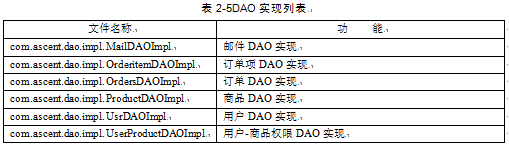 表 2-5DAO 实现列表
文件名称 功 能
com.ascent.dao.impl.MailDAOImpl 邮件 DAO 实现
com.ascent.dao.impl.OrderitemDAOImpl 订单项 DAO 实现
com.ascent.dao.impl.OrdersDAOImpl 订单 DAO 实现
com.ascent.dao.impl.ProductDAOImpl 商品 DAO 实现
com.ascent.dao.impl.UsrDAOImpl 用户 DAO 实现
com.ascent.dao.impl.UserProductDAOImpl 用户-商品权限 DAO 实现